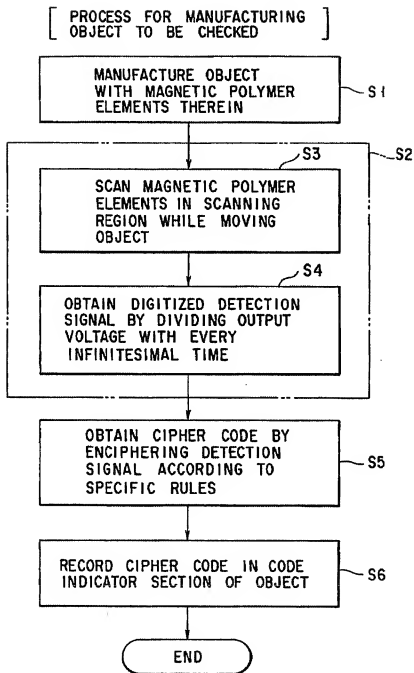 PROCESS FOR MANUFACTURING
OBJECT TO BE CHECKED
MANUFACTURE OBJECT
WITH MAGNETIC POLYMER
ELEMENTS THEREIN
S1
S2
S3
SCAN MAGNETIC POLYMER
ELEMENTS IN SCANNING
REGION WHILE MOVING
OBJECT
S4
OBTAIN DIGITIZED DETECTION
SIGNAL BY DIVIDING OUTPUT
VOLTAGE WITH EVERY
INFINITESIMAL TIME
OBTAIN CIPHER CODE BY
ENCIPHERING DETECTION
SIGNAL ACCORDING TO
SPECIFIC RULES
S5
RECORD CIPHER CODE IN CODE
INDICATOR SECTION OF OBJECT
S6
END